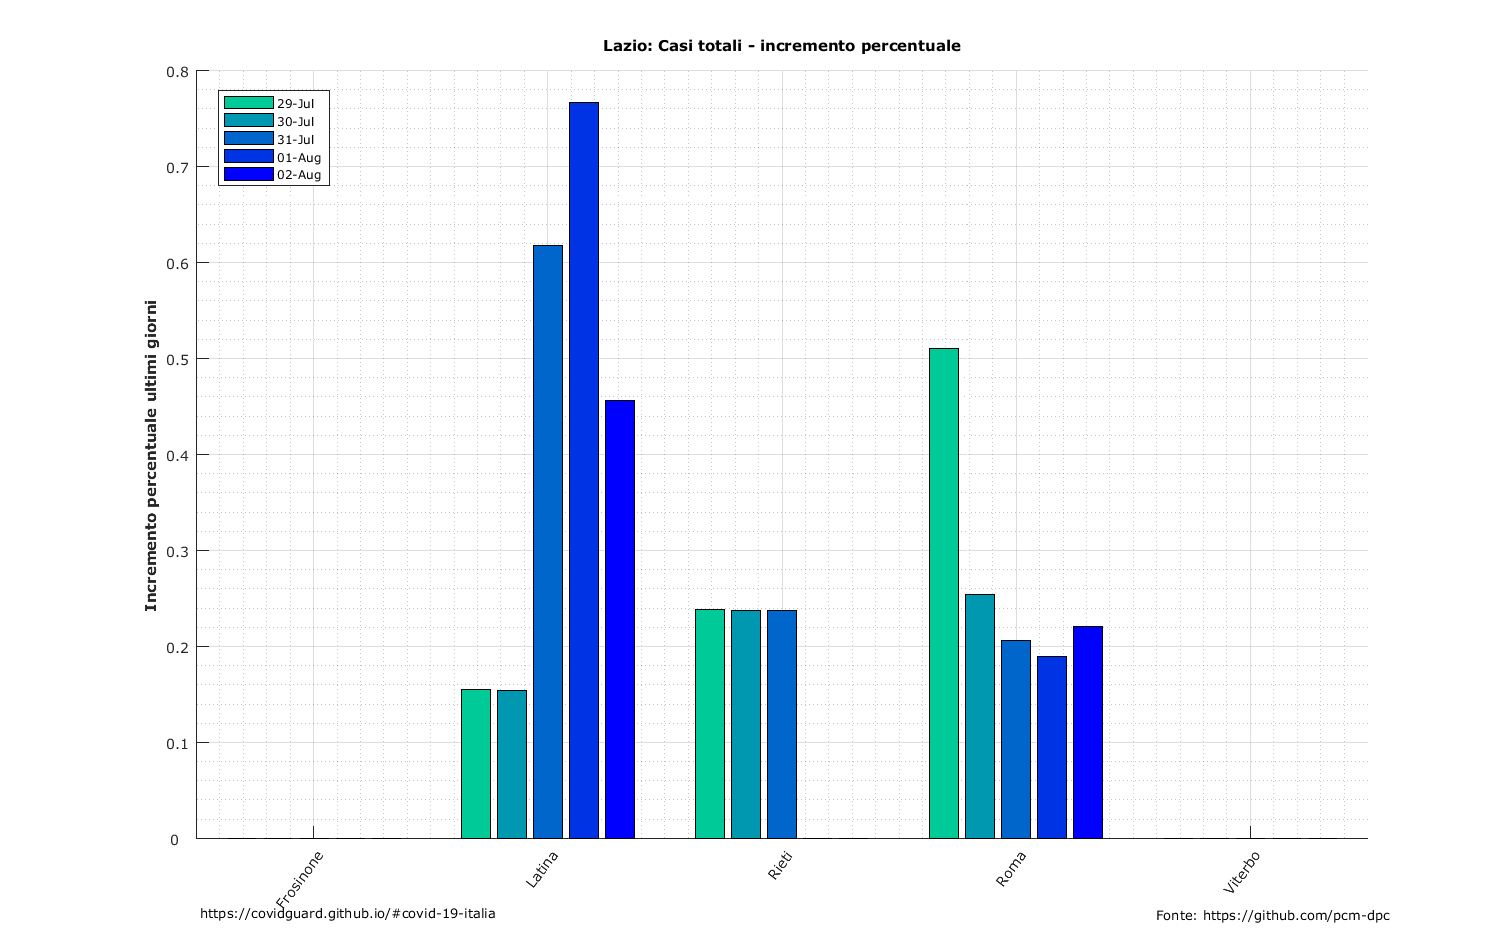 Lazio: Casi totali - incremento percentuale
0.8
0.7
0.6
0.5
0.4
0.3
0.2
0.1
0
Incremento percentuale ultimi giorni
29-Jul
30-Jul
31-Jul
01-Aug
02-Aug
Frosinone
Latina
Rieti
Roma
Viterbo
https://covidguard.github.io/#covid-19-italia
Fonte: https://github.com/pcm-dpc